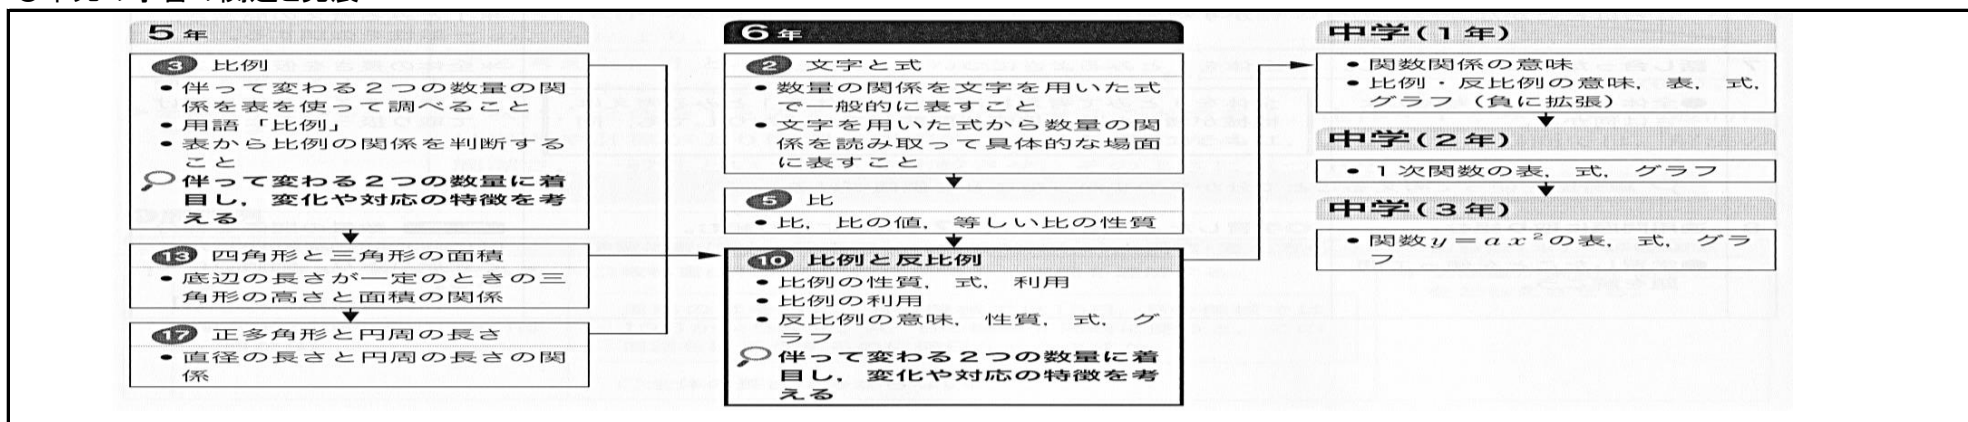 5年
3 比例
• 伴って変わる2つの数量の関
係を表を使って調べること
• 用語「比例」
• 表から比例の関係を判断する
こと
伴って変わる2つの数量に着
目し，変化や対応の特徴を考
える
13 四角形と三角形の面積
• 底辺の長さが一定のときの三
角形の高さと面積の関係
17 正多角形と円周の長さ
• 直径の長さと円周の長さの関
係
6年
2 文字と式
• 数量の関係を文字を用いた式
で一般的に表すこと
• 文字を用いた式から数量の関
係を読み取って具体的な場面
に表すこと
5 比
• 比，比の値，等しい比の性質
10 比例と反比例
• 比例の性質，式，利用
• 比例の利用
• 反比例の意味，性質，式，グ
ラフ
伴って変わる2つの数量に着
目し，変化や対応の特徴を考
える
中学(1年)
• 関数関係の意味
• 比例・反比例の意味，表，式，
グラフ（負に拡張）
中学(2年)
• 1次関数の表，式，グラフ
中学(3年)
• 関数y=ax²の表，式，グラ
フ